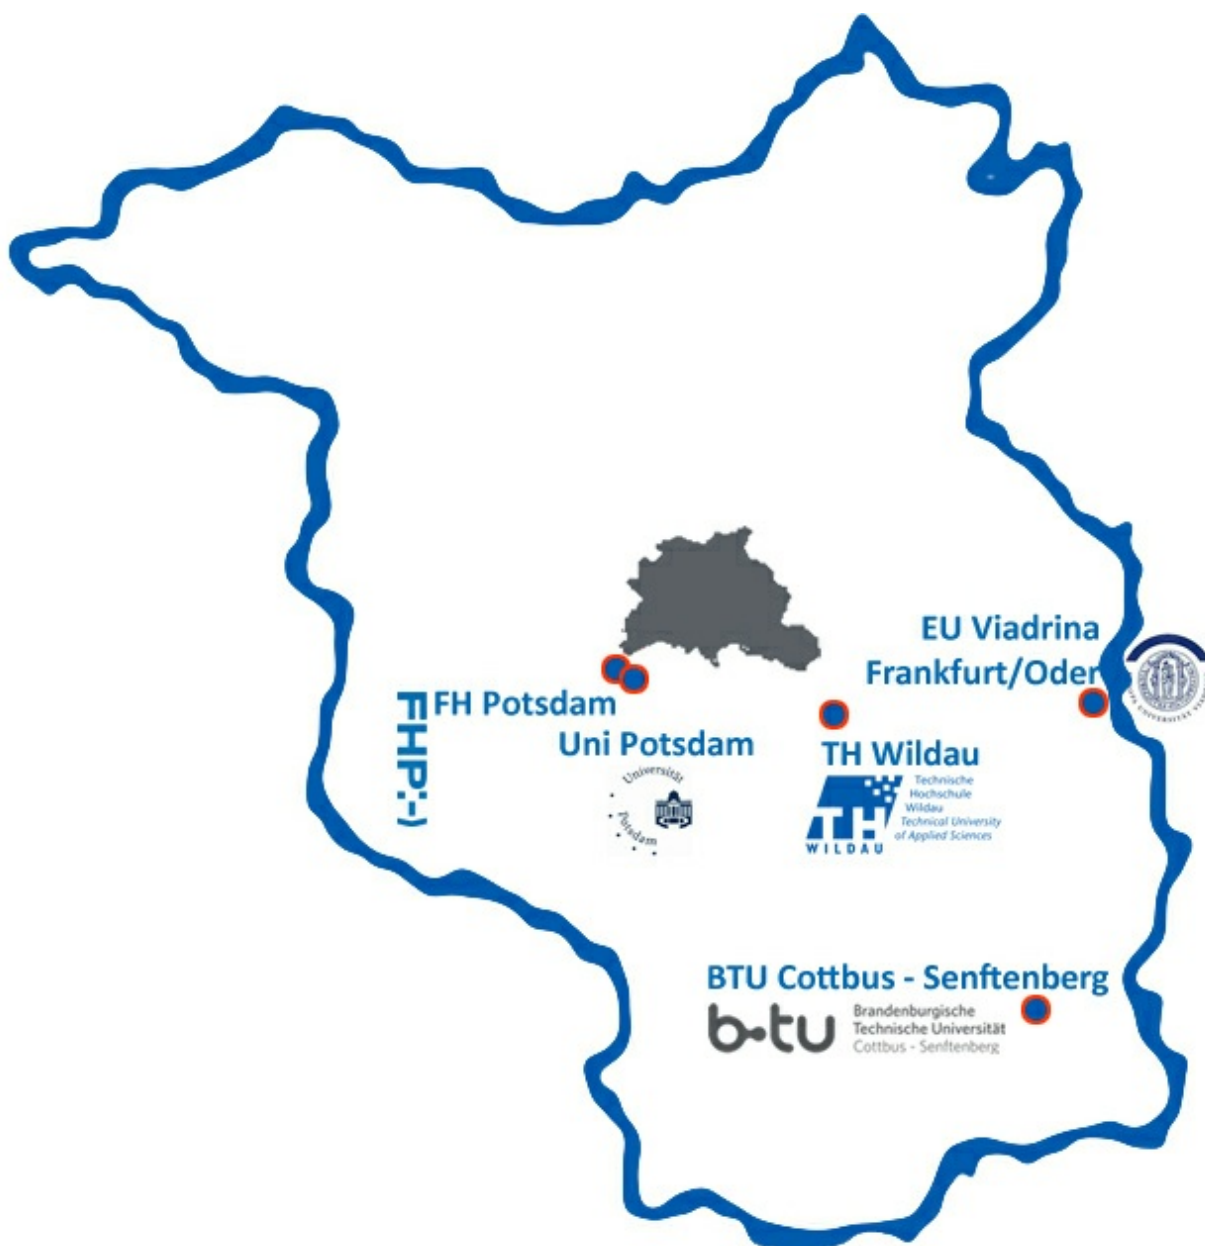 EU Viadrina
Frankfurt/Oder
FH Potsdam
FHP:-)
Uni Potsdam
Universität
Potsdam
TH Wildau
TH
WILDAU
Technische
Hochschule
Wildau
Technical University
of Applied Sciences
BTU Cottbus - Senftenberg
b-tu
Brandenburgische
Technische Universität
Cottbus - Senftenberg